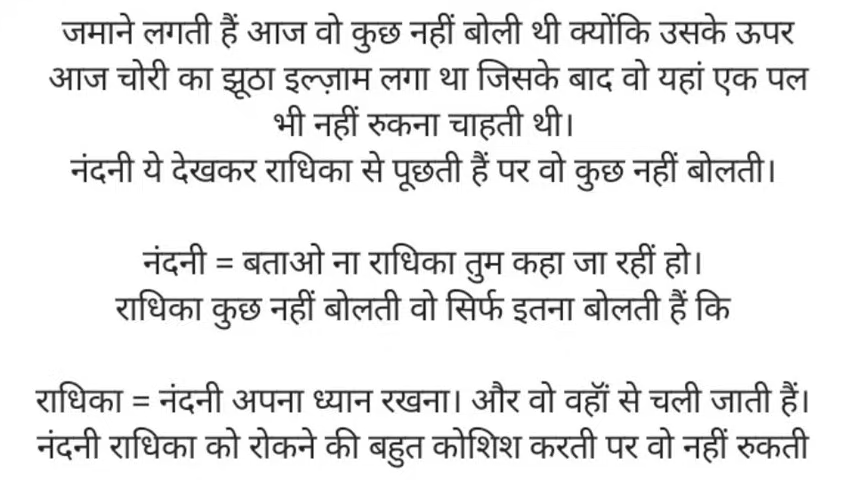 जमाने लगती हैं आज वो कुछ नहीं बोली थी क्योंकि उसके ऊपर
आज चोरी का झूठा इल्ज़ाम लगा था जिसके बाद वो यहां एक पल
भी नहीं रुकना चाहती थी।
नंदनी ये देखकर राधिका से पूछती हैं पर वो कुछ नहीं बोलती।
नंदनी = बताओ ना राधिका तुम कहा जा रहीं हो।
राधिका कुछ नहीं बोलती वो सिर्फ इतना बोलती हैं कि
राधिका = नंदनी अपना ध्यान रखना। और वो वहॉं से चली जाती हैं।
नंदनी राधिका को रोकने की बहुत कोशिश करती पर वो नहीं रुकती